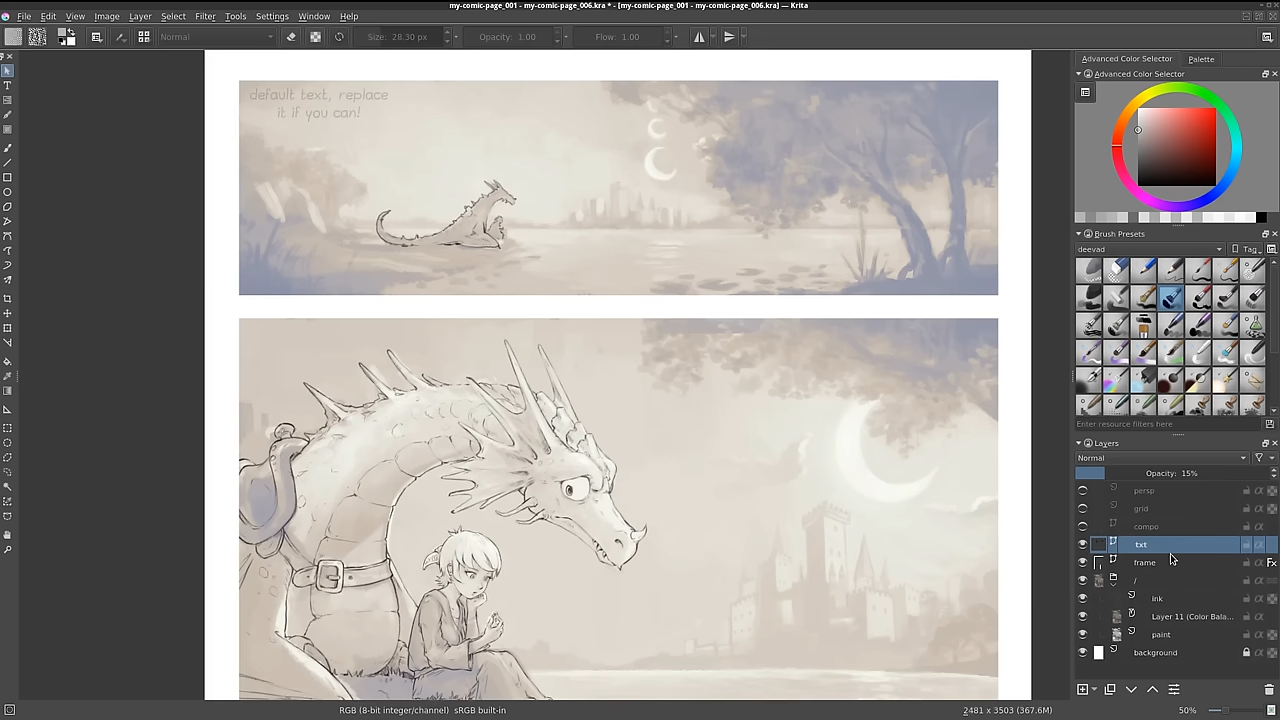 my-comic-page_001 - my-comic-page_006.kra * - [my-comic-page_001 - my-comic-page_006.kra] — Krita
File Edit View Image Layer Select Filter Tools Settings Window Help
Normal Size: 28.30 px Opacity: 1.00 Flow: 1.00
default text, replace
it if you can!
Advanced Color Selector Palette
Advanced Color Selector
Brush Presets
deevad Tag
Enter resource filters here
Layers
Normal
Opacity: 15%
persp
grid
compo
txt
frame
/
ink
Layer 11 (Color Bala...
paint
background
RGB (8-bit integer/channel) sRGB built-in 2481 x 3503 (367.6M) 50%